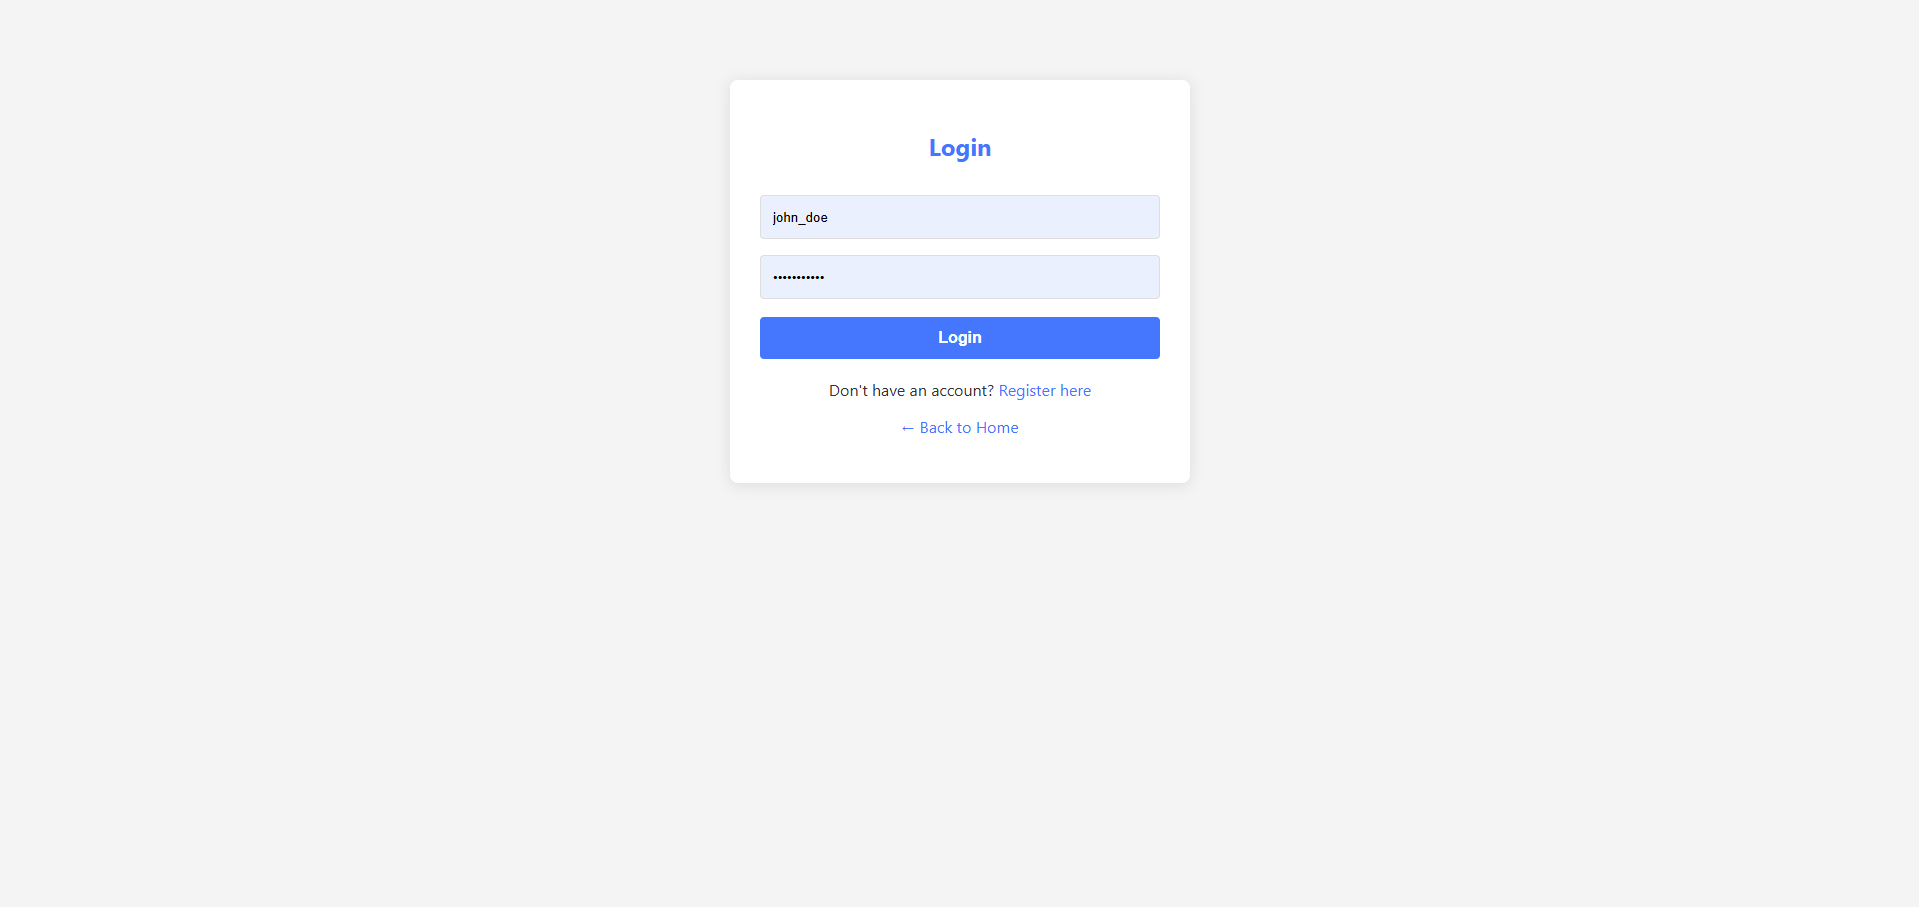 Login
john_doe
•••••••••••
Login
Don't have an account? Register here
← Back to Home